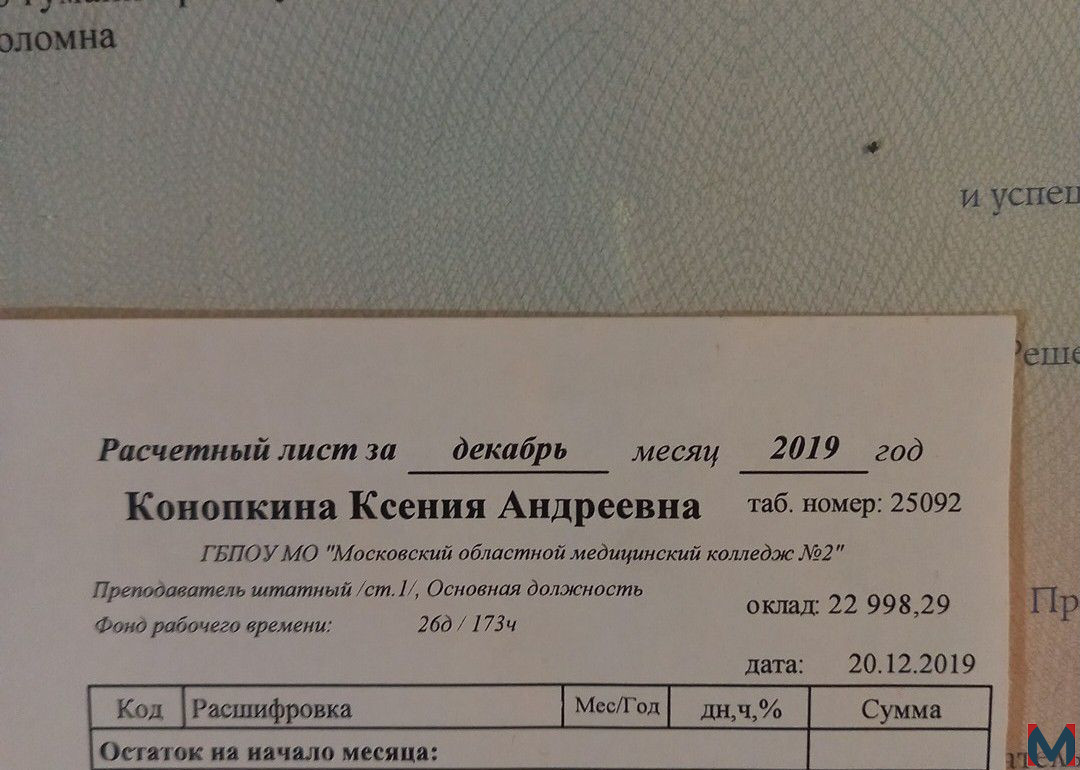 оломна
и успеш
Реше
Расчетный лист за декабрь месяц 2019 год
Конопкина Ксения Андреевна таб. номер: 25092
ГБПОУ МО "Московский областной медицинский колледж №2"
Преподаватель штатный /ст.1/, Основная должность
оклад: 22 998,29
Пр
Фонд рабочего времени: 26д / 173ч
дата: 20.12.2019
Код Расшифровка Мес/Год дн,ч,% Сумма
Остаток на начало месяца:
М